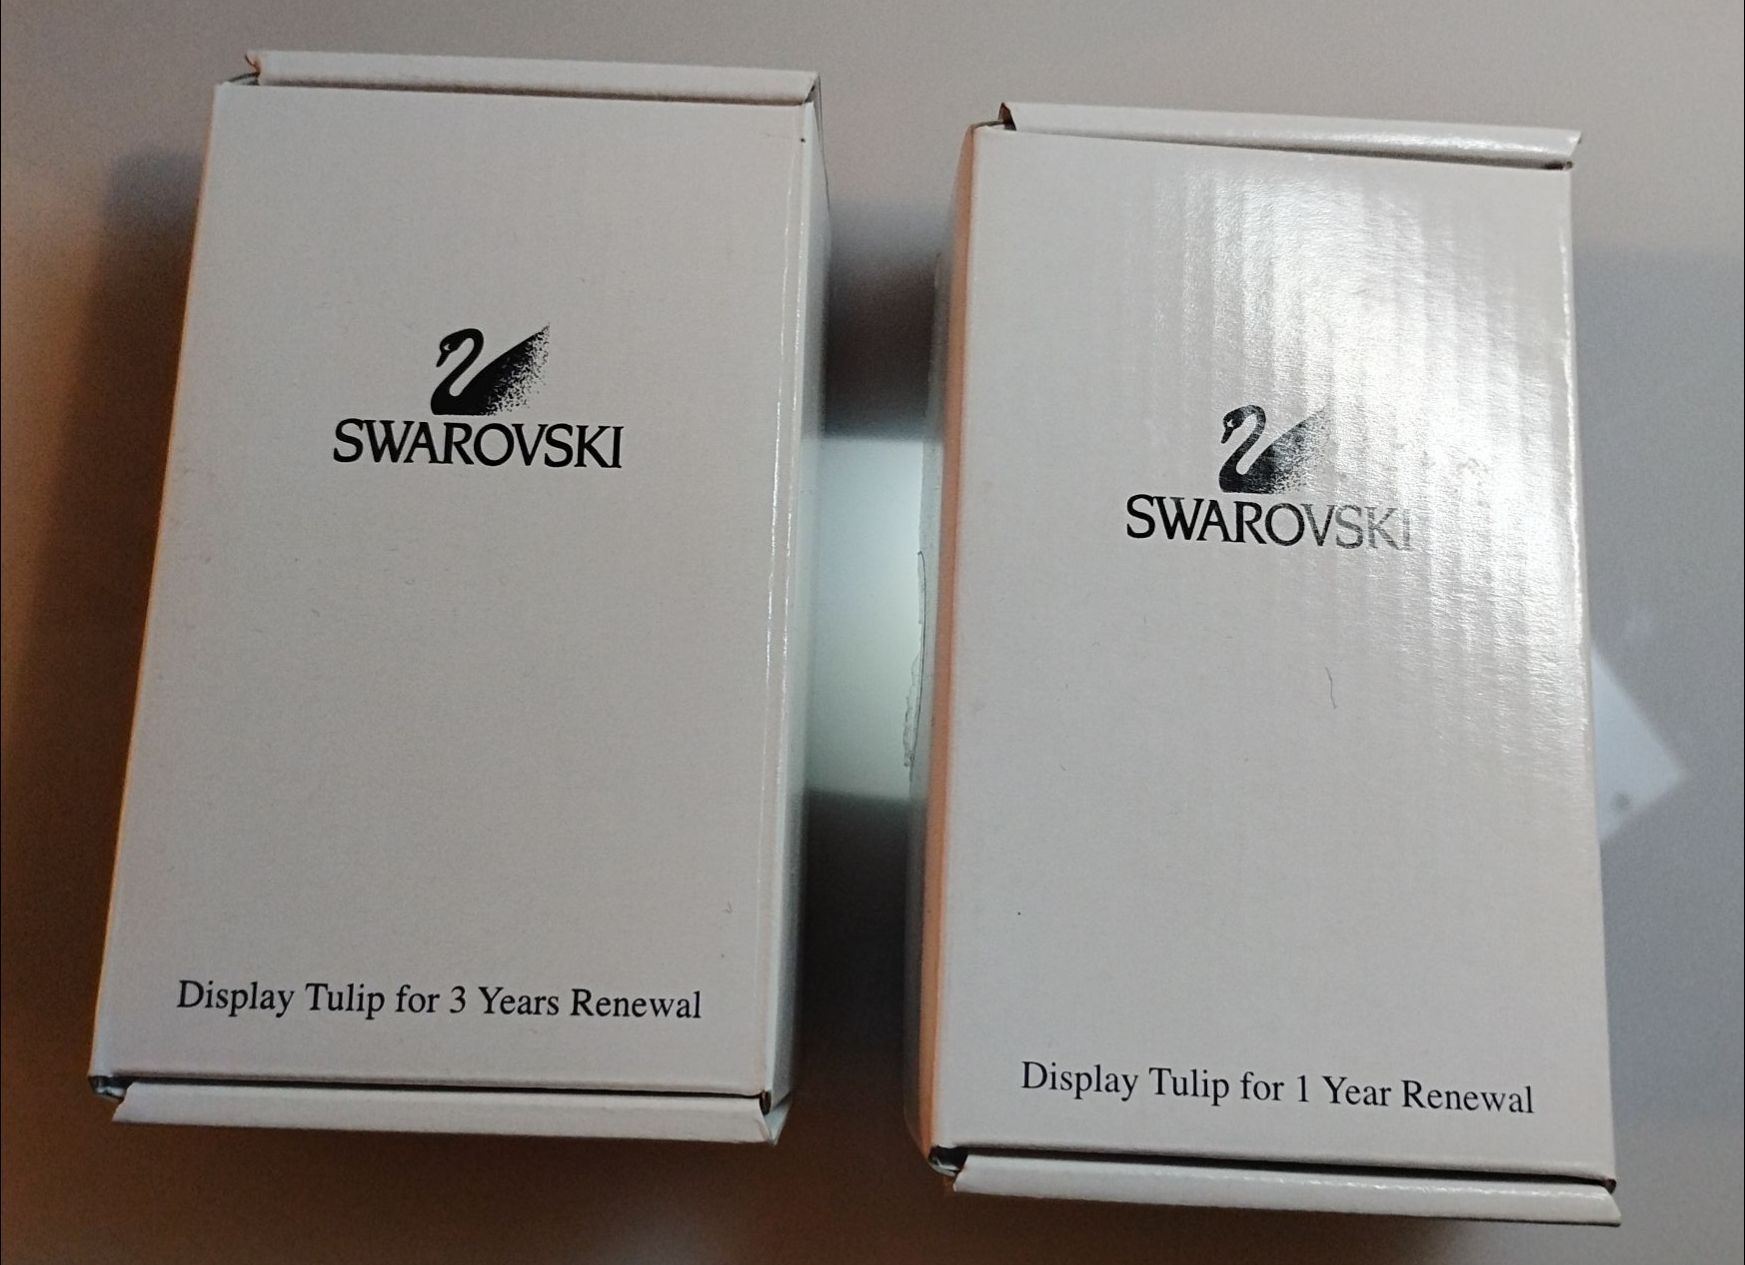 SWAROVSKI
Display Tulip for 3 Years Renewal
SWAROVSKI
Display Tulip for 1 Year Renewal